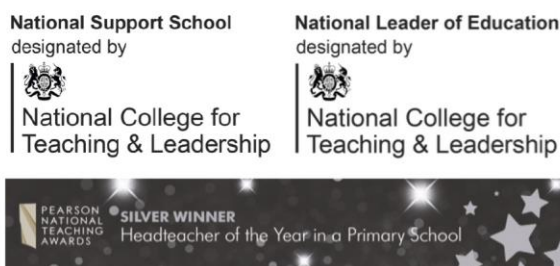 National Support School
designated by
National College for
Teaching & Leadership
National Leader of Education
designated by
National College for
Teaching & Leadership
PEARSON
NATIONAL
TEACHING
AWARDS
SILVER WINNER
Headteacher of the Year in a Primary School